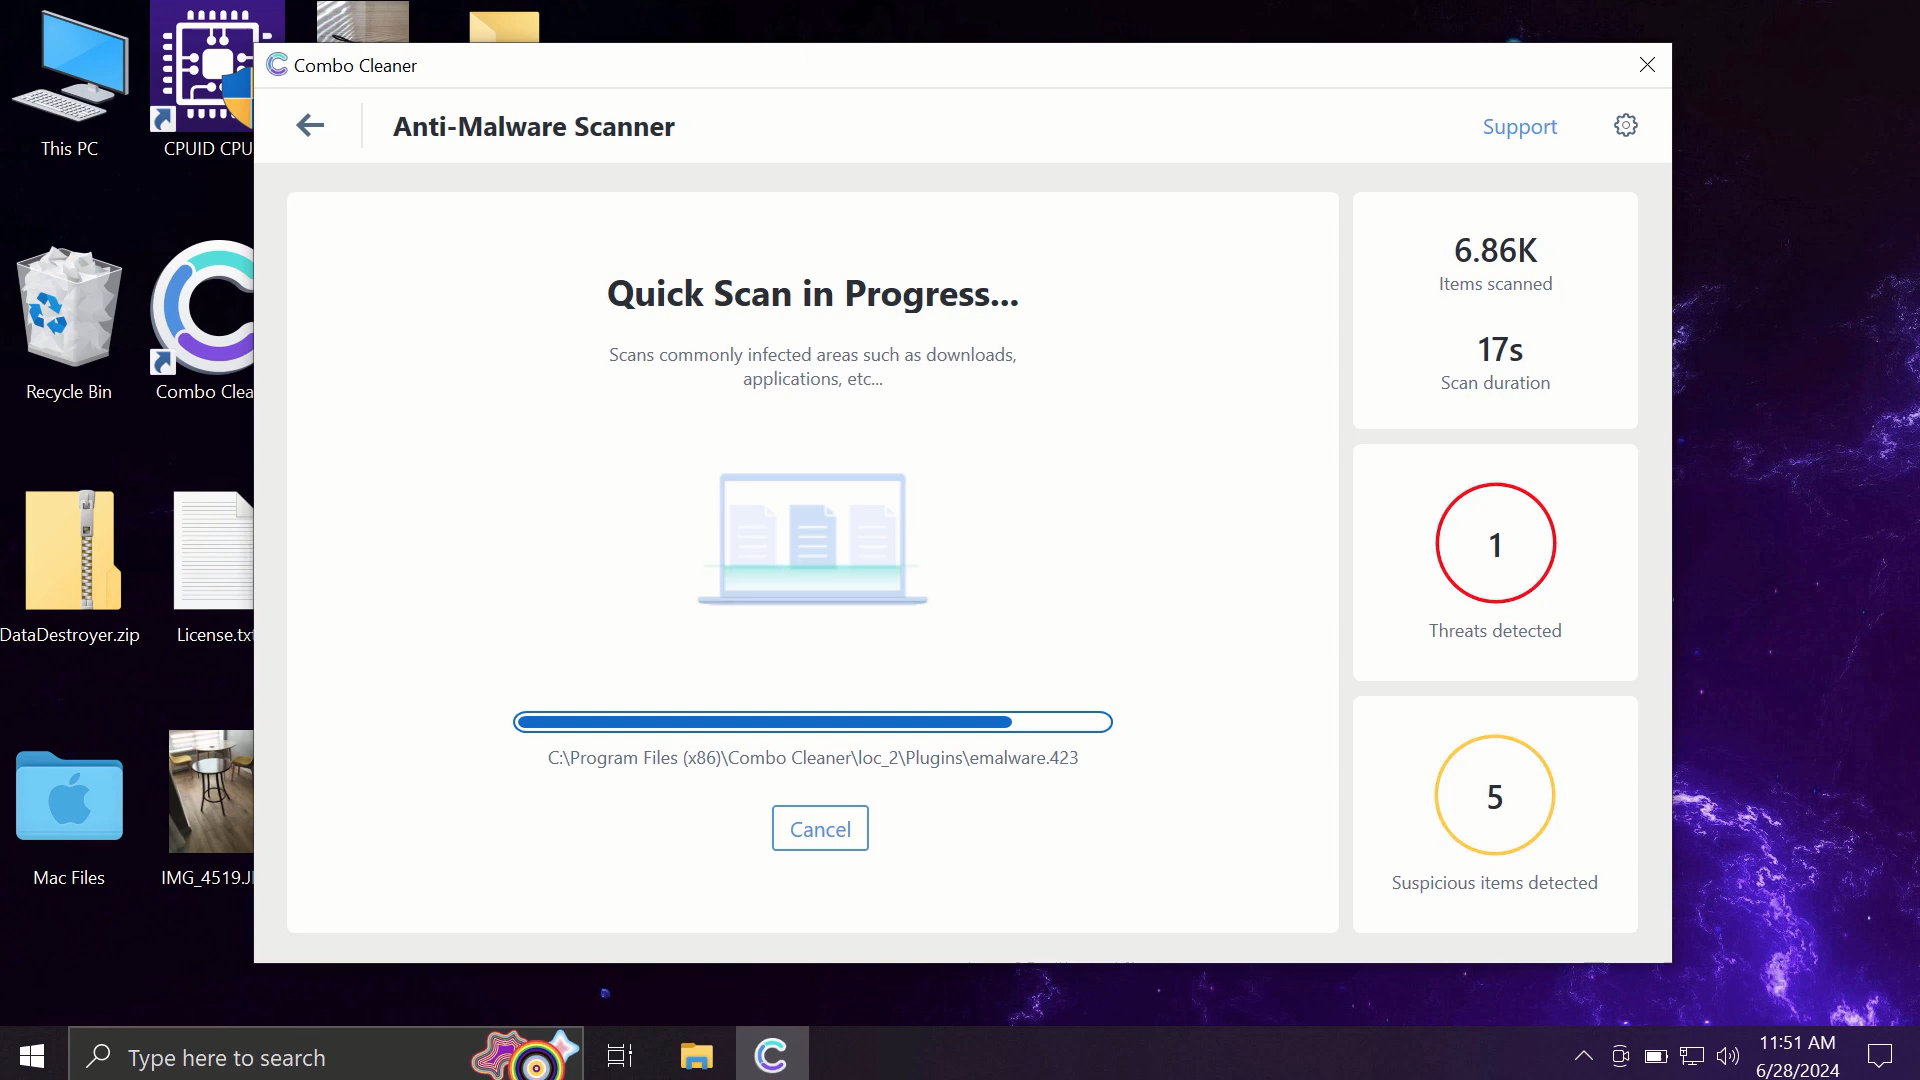 This PC
CPUID CPU
Recycle Bin
Combo Clea
DataDestroyer.zip
License.txt
Mac Files
IMG_4519.J
Combo Cleaner
Anti-Malware Scanner
Support
Quick Scan in Progress...
Scans commonly infected areas such as downloads,
applications, etc...
C:\Program Files (x86)\Combo Cleaner\loc_2\Plugins\emalware.423
Cancel
6.86K
Items scanned
17s
Scan duration
1
Threats detected
5
Suspicious items detected
Type here to search
11:51 AM
6/28/2024